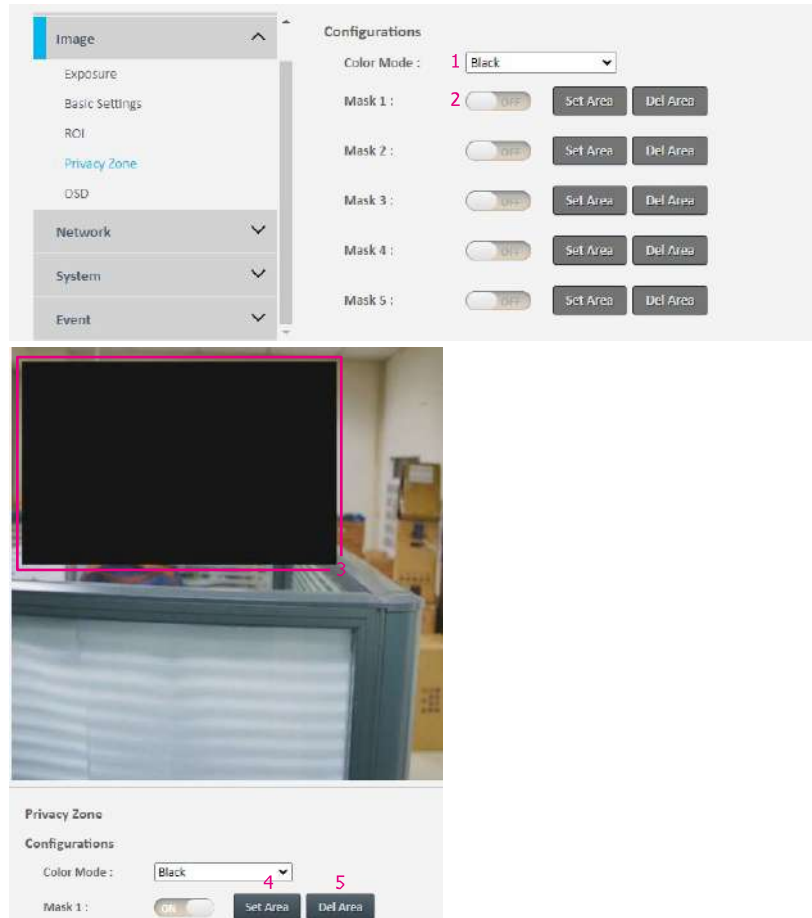 Image
Exposure
Basic Settings
ROI
Privacy Zone
OSD
Network
System
Event
Configurations
Color Mode : 1 Black
Mask 1 : 2 OFF Set Area Del Area
Mask 2 : OFF Set Area Del Area
Mask 3 : OFF Set Area Del Area
Mask 4 : OFF Set Area Del Area
Mask 5 : OFF Set Area Del Area
3
Privacy Zone
Configurations
Color Mode : Black
4 5
Mask 1 : ON Set Area Del Area